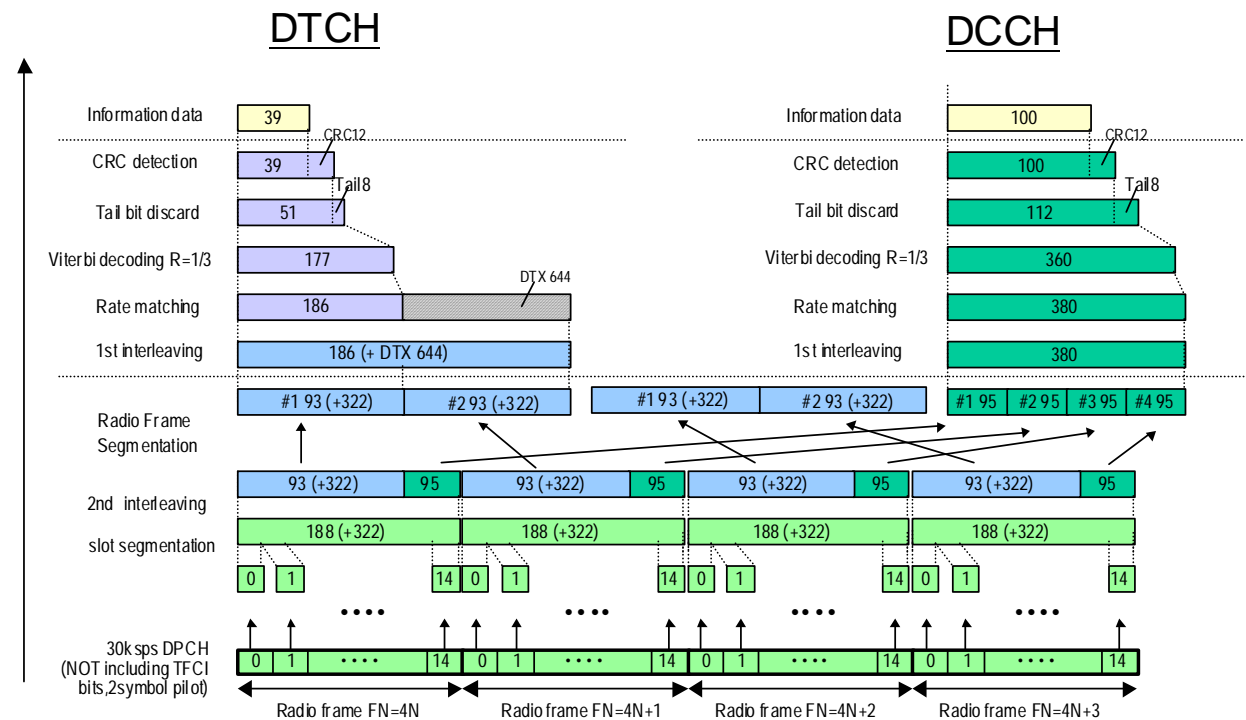 DTCH DCCH
Information data 39 Information data 100
CRC12 CRC12
CRC detection 39 CRC detection 100
Tail8 Tail8
Tail bit discard 51 Tail bit discard 112
Viterbi decoding R=1/3 177 Viterbi decoding R=1/3 360
DTX 644
Rate matching 186 Rate matching 380
1st interleaving 186 (+ DTX 644) 1st interleaving 380
#1 93 (+322) #2 93 (+322) #1 93 (+322) #2 93 (+322) #1 95 #2 95 #3 95 #4 95
Radio Frame
Segmentation
93 (+322) 95 93 (+322) 95 93 (+322) 95 93 (+322) 95
2nd interleaving
188 (+322) 188 (+322) 188 (+322) 188 (+322)
slot segmentation
0 1 14 0 1 14 0 1 14 0 1 14
•••• •••• •••• ••••
30ksps DPCH
(NOT including TFCI
bits,2symbol pilot)
0 1 •••• 14 0 1 •••• 14 0 1 •••• 14 0 1 •••• 14
Radio frame FN=4N Radio frame FN=4N+1 Radio frame FN=4N+2 Radio frame FN=4N+3